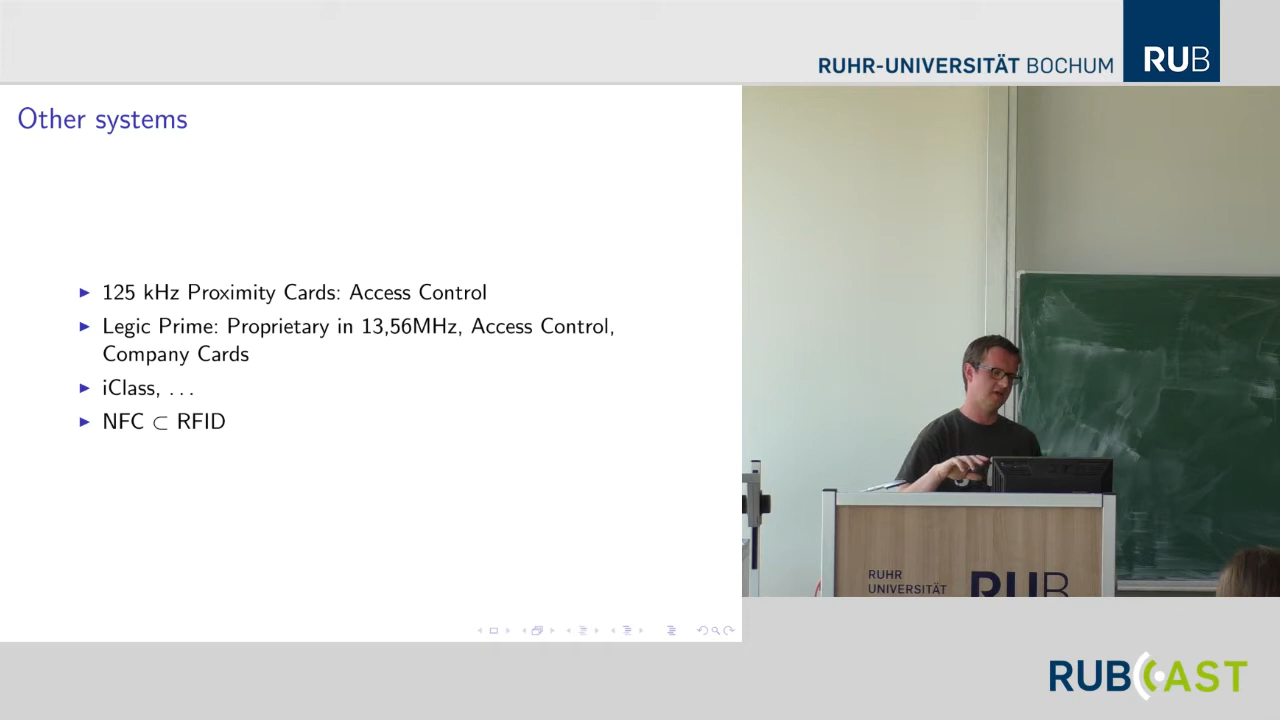 RUHR-UNIVERSITÄT BOCHUM
RUB
Other systems
▶ 125 kHz Proximity Cards: Access Control
▶ Legic Prime: Proprietary in 13,56MHz, Access Control,
Company Cards
▶ iClass, . . .
▶ NFC ⊂ RFID
RUHR
UNIVERSITÄT
RUB
RUBCAST